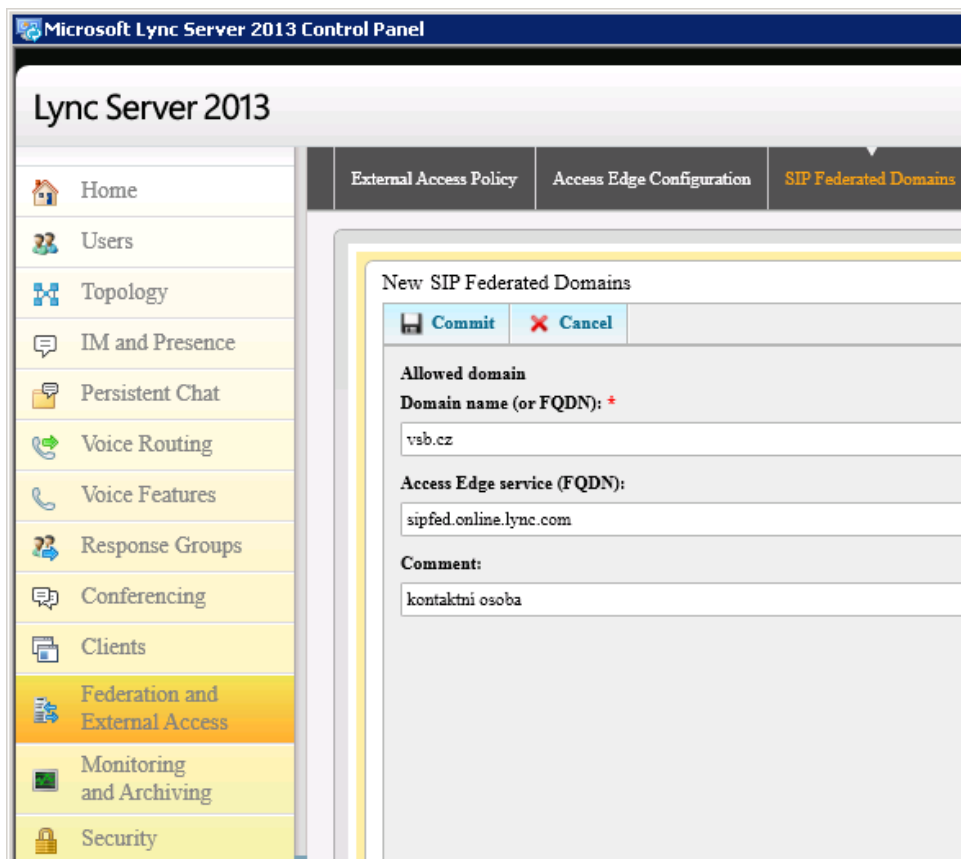 Microsoft Lync Server 2013 Control Panel
Lync Server 2013
Home
Users
Topology
IM and Presence
Persistent Chat
Voice Routing
Voice Features
Response Groups
Conferencing
Clients
Federation and
External Access
Monitoring
and Archiving
Security
External Access Policy Access Edge Configuration SIP Federated Domains
New SIP Federated Domains
Commit Cancel
Allowed domain
Domain name (or FQDN): *
vsb.cz
Access Edge service (FQDN):
sipfed.online.lync.com
Comment:
kontaktní osoba